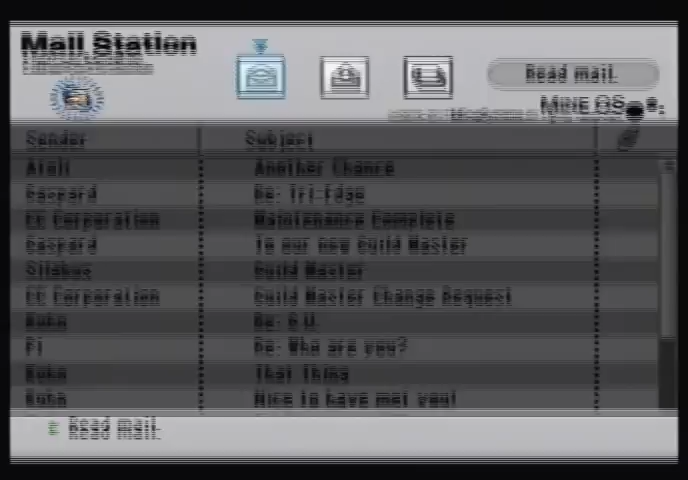 Mail Station
Read mail.
Sender Subject
Atoli Another Chance
Gaspard Re: Tri-Edge
CC Corporation Maintenance Complete
Gaspard To our new Guild Master
Silabus Guild Master
CC Corporation Guild Master Change Request
Kuhn Re: G.U.
Pi Re: Who are you?
Kuhn That Thing
Kuhn Nice to have met you!
Read mail.